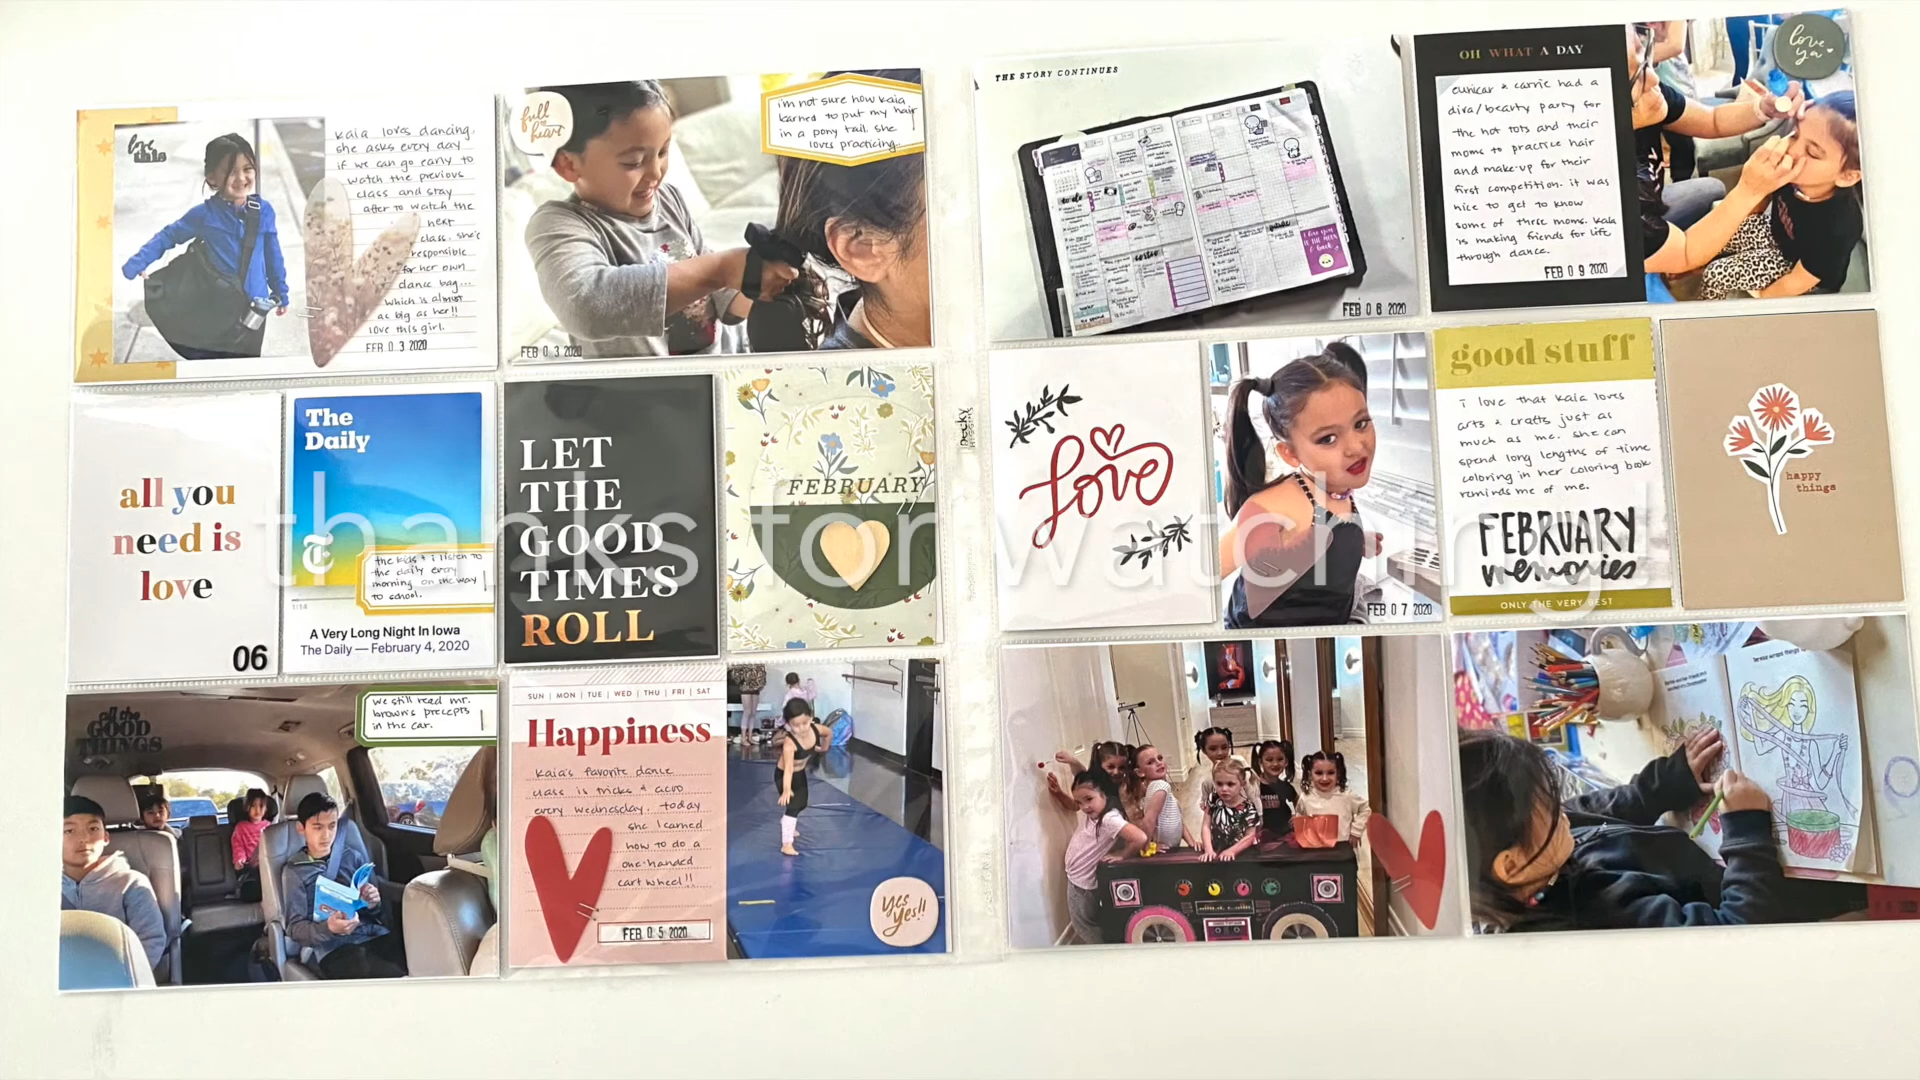 love
this
kaia loves dancing.
she asks every day
if we can go early to
watch the previous
class and stay
after to watch the
next
class. she's
responsible
for her own
dance bag...
which is almost
as big as her!!
love this girl.
FEB 0 3 2020
full
heart
i'm not sure how kaia
learned to put my hair
in a pony tail. she
loves practicing.
FEB 0 3 2020
all you
need is
love
06
The
Daily
the kids & i listen to
the daily every
morning on the way
to school.
1/14
A Very Long Night In Iowa
The Daily — February 4, 2020
LET
THE
GOOD
TIMES
ROLL
FEBRUARY
all the
GOOD
THINGS
we still read mr.
brown's precepts
in the car.
SUN | MON | TUE | WED | THU | FRI | SAT
Happiness
kaia's favorite dance
class is tricks & acro
every wednesday. today
she learned
how to do a
one-handed
cartwheel!!
FEB 0 5 2020
yes
yes!!
THE STORY CONTINUES
to do
FEB 0 6 2020
OH WHAT A DAY
eunicar & carrie had a
diva/beauty party for
the hot tots and their
moms to practice hair
and make-up for their
first competition. it was
nice to get to know
some of these moms. kaia
is making friends for life
through dance.
FEB 0 9 2020
love
ya
love
FEB 0 7 2020
good stuff
i love that kaia loves
arts & crafts just as
much as me. she can
spend long lengths of time
coloring in her coloring book
reminds me of me.
FEBRUARY
memories
ONLY THE VERY BEST
happy
things
thanks for watching!